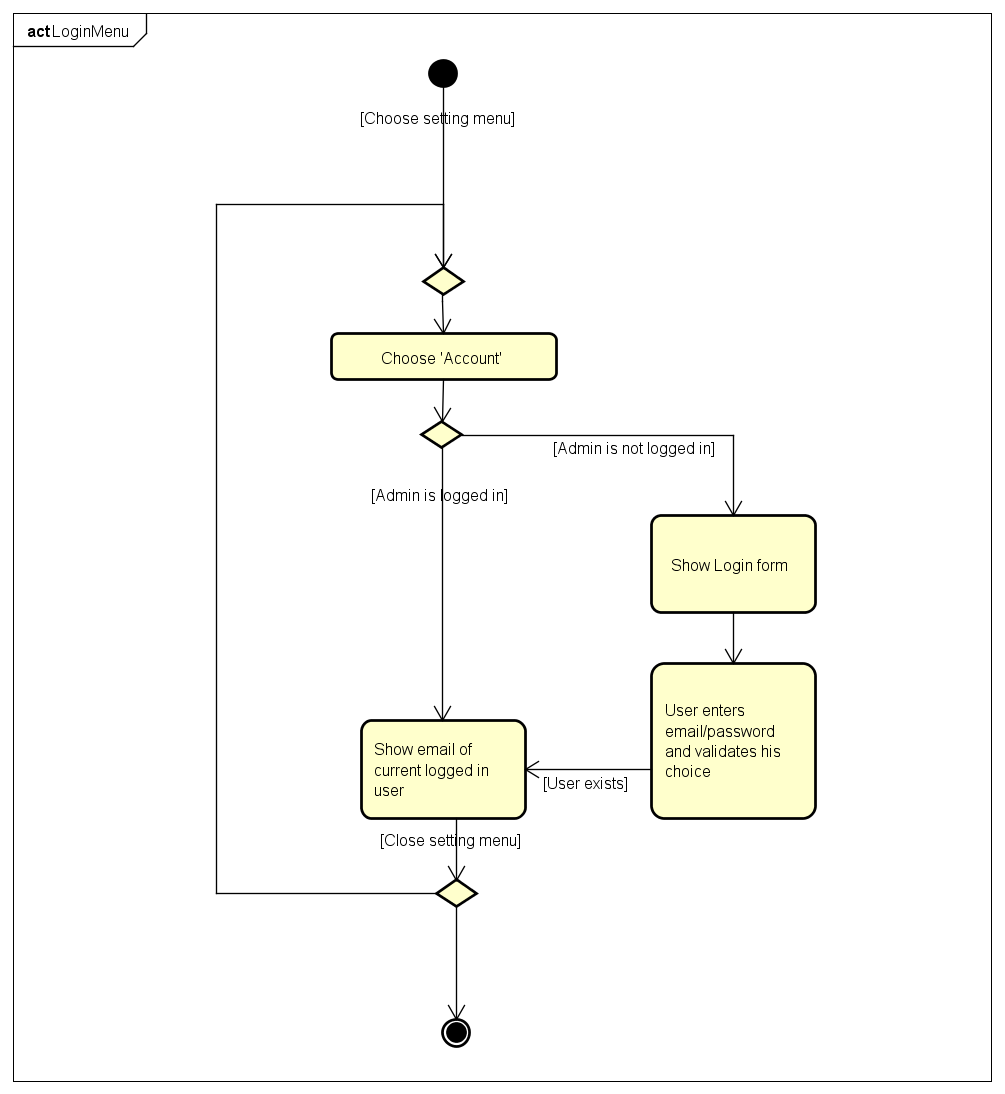 act LoginMenu
[Choose setting menu]
Choose 'Account'
[Admin is not logged in]
[Admin is logged in]
Show Login form
User enters
email/password
and validates his
choice
Show email of
current logged in
user
[User exists]
[Close setting menu]